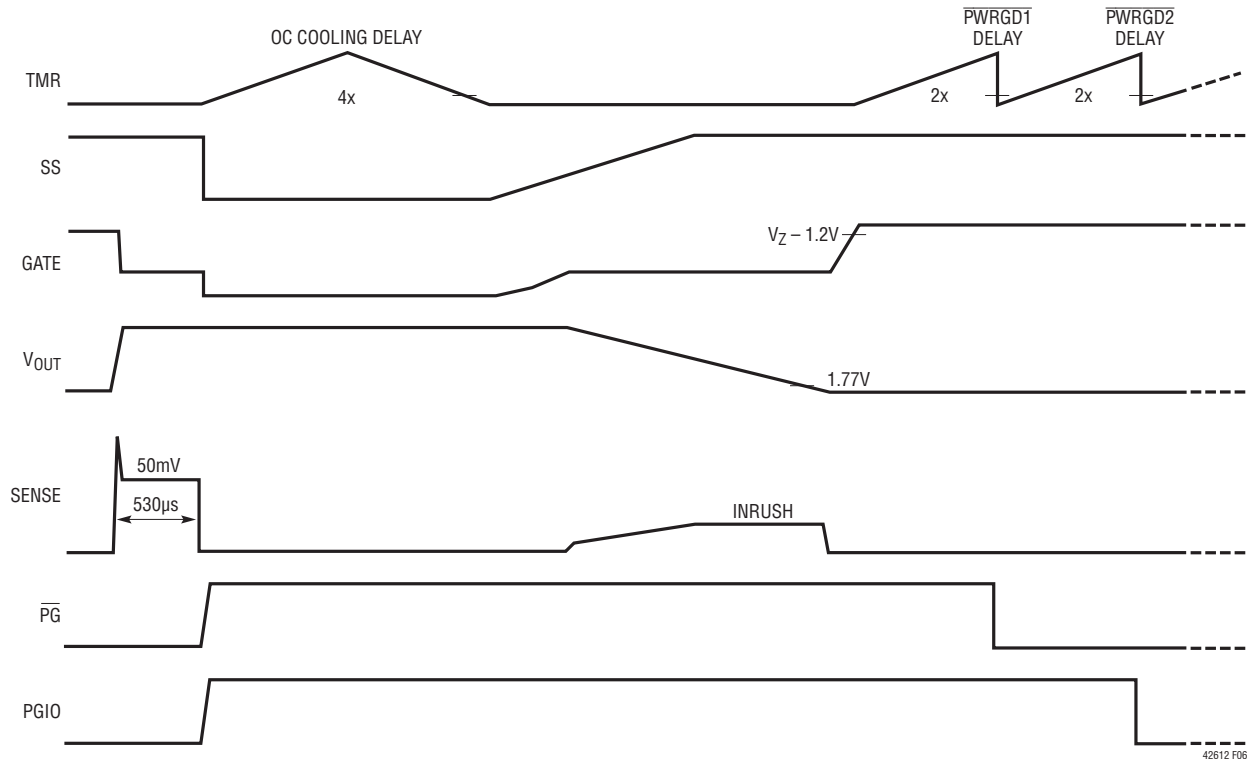 PWRGD1
DELAY
PWRGD2
DELAY
OC COOLING DELAY
TMR
4x
2x
2x
SS
VZ – 1.2V
GATE
VOUT
1.77V
50mV
SENSE
530µs
INRUSH
PG
PGIO
42612 F06